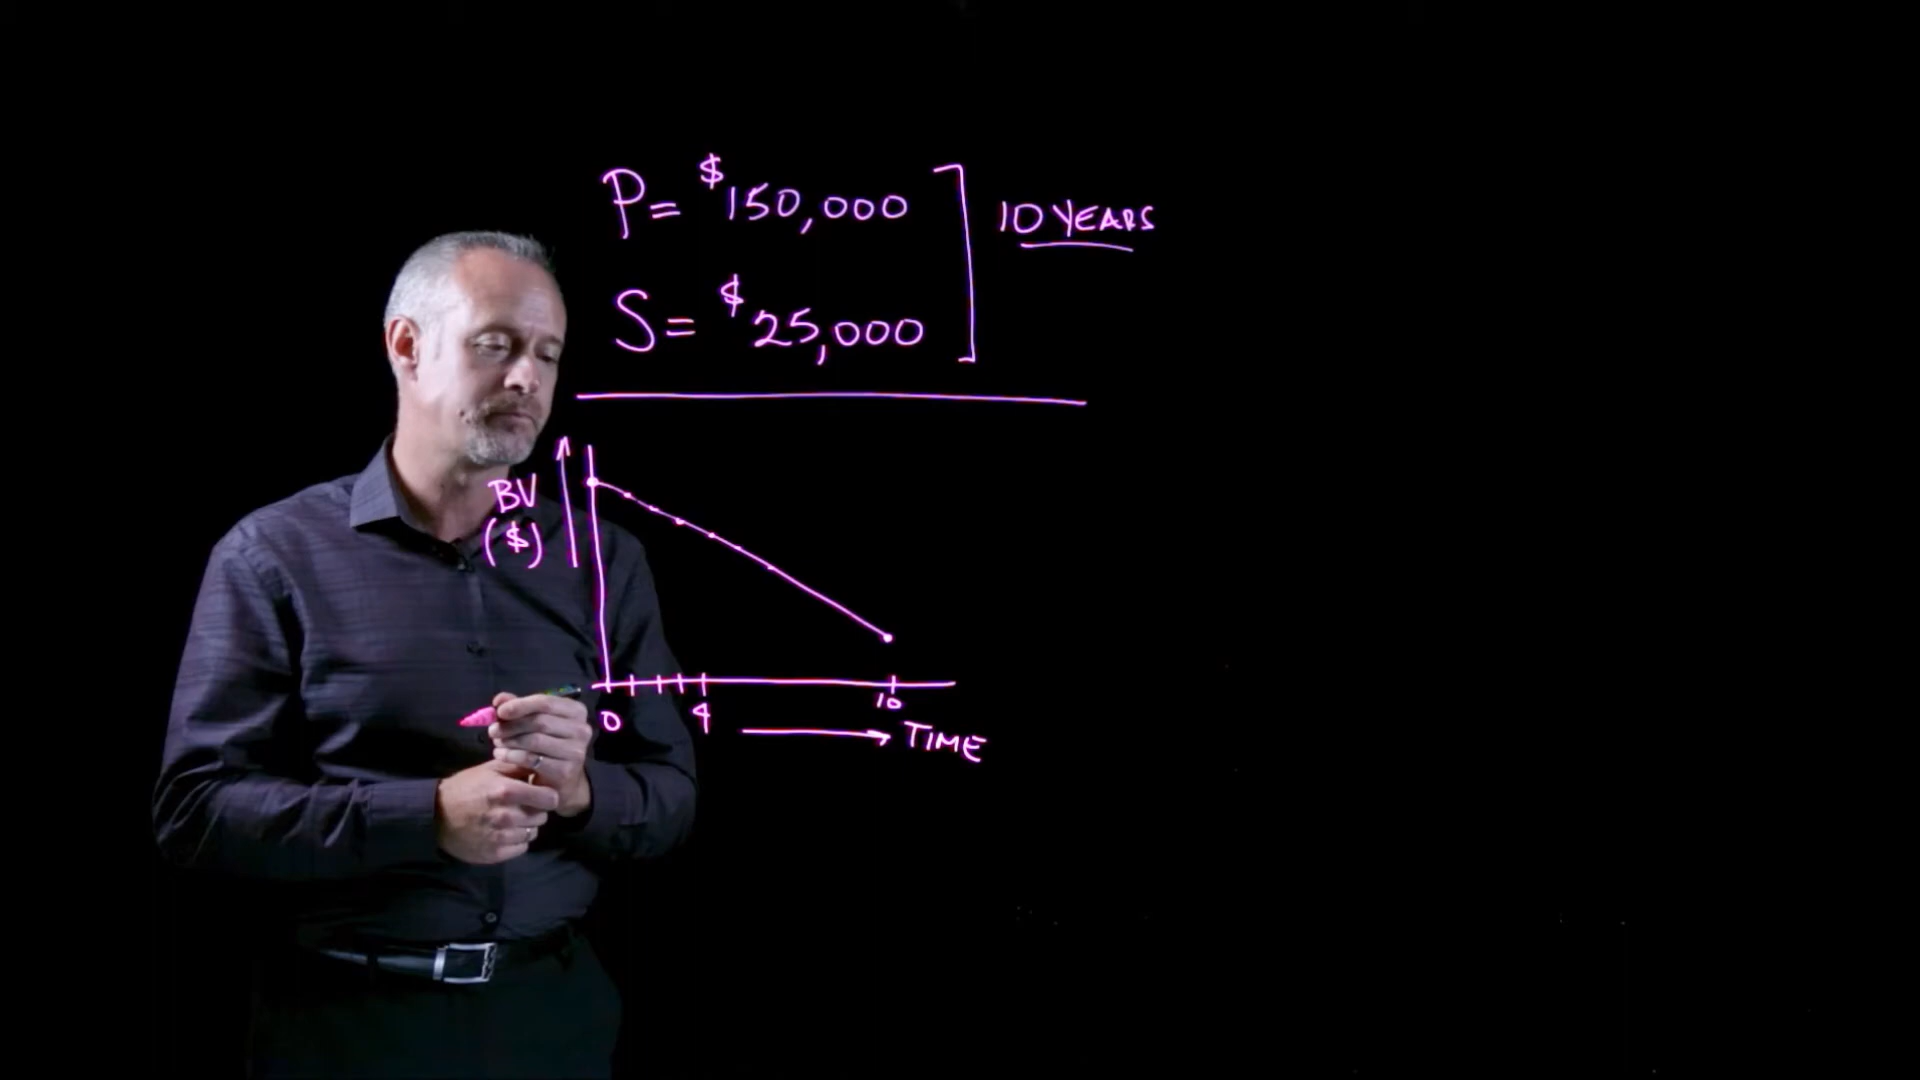 P = $150,000
10 YEARS
S = $25,000
BV
($)
0
4
10
TIME